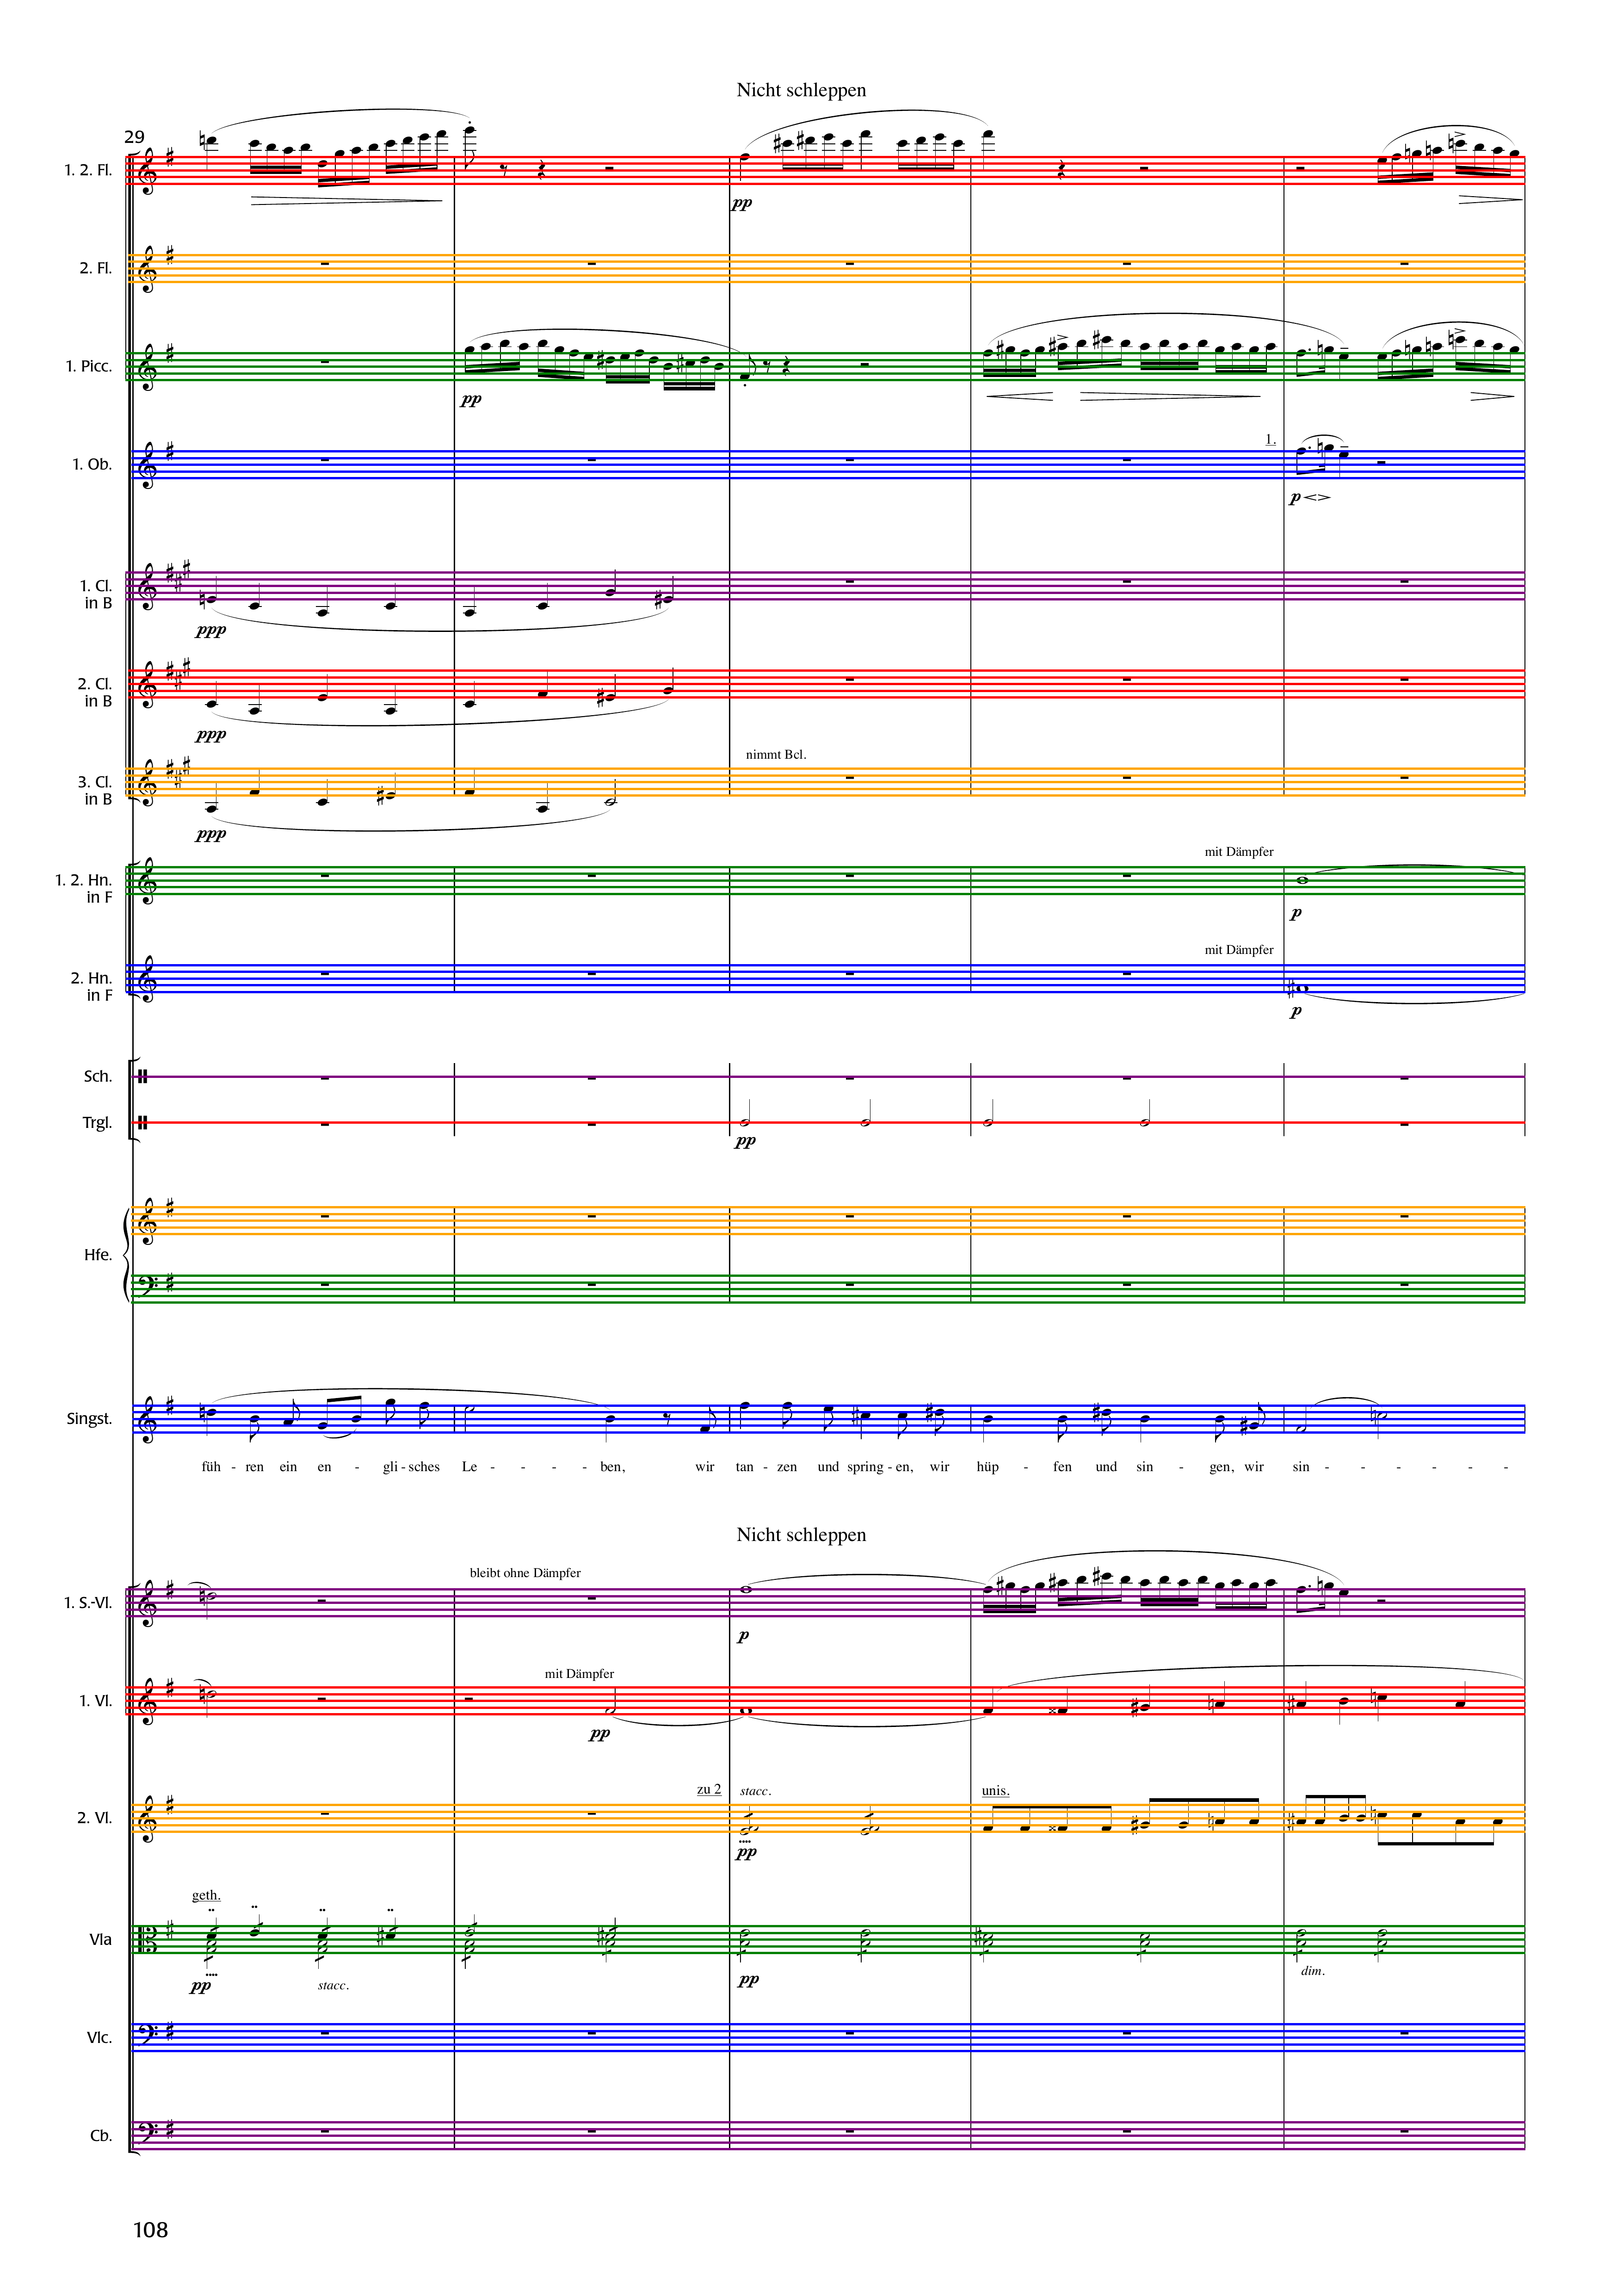 Nicht schleppen
29
1. 2. Fl.
pp
2. Fl.
1. Picc.
pp
1.
1. Ob.
p
1. Cl.
in B
ppp
2. Cl.
in B
ppp
nimmt Bcl.
3. Cl.
in B
ppp
mit Dämpfer
1. 2. Hn.
in F
p
mit Dämpfer
2. Hn.
in F
p
Sch.
Trgl.
pp
Hfe.
Singst.
füh - ren ein en - gli - sches Le - - - - ben, wir tan - zen und spring - en, wir hüp - fen und sin - gen, wir sin - - - - - -
Nicht schleppen
bleibt ohne Dämpfer
1. S.-Vl.
p
mit Dämpfer
1. Vl.
pp
zu 2 stacc. unis.
2. Vl.
pp
geth.
Vla
pp stacc. pp dim.
Vlc.
Cb.
108